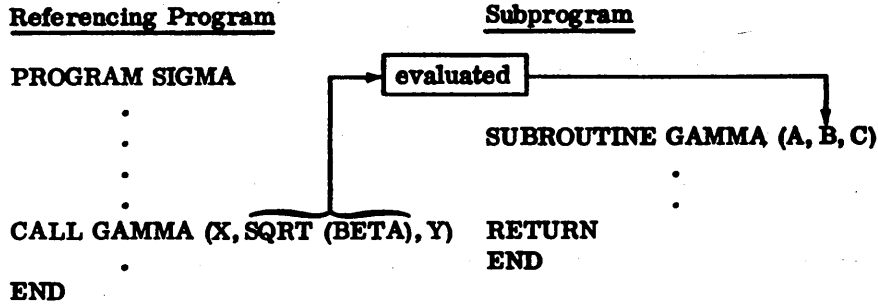 Referencing Program
Subprogram
PROGRAM SIGMA
evaluated
SUBROUTINE GAMMA (A, B, C)
CALL GAMMA (X, SQRT (BETA), Y)
RETURN
END
END